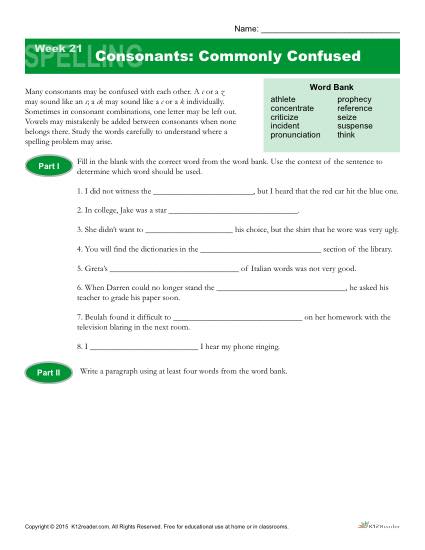 Name: ____________________
Week 21
SPELLING
Consonants: Commonly Confused
Many consonants may be confused with each other. A c or a z
may sound like an s; a ch may sound like a c or a k individually.
Sometimes in consonant combinations, one letter may be left out.
Vowels may mistakenly be added between consonants when none
belongs there. Study the words carefully to understand where a
spelling problem may arise.
Word Bank
athlete prophecy
concentrate reference
criticize seize
incident suspense
pronunciation think
Part I
Fill in the blank with the correct word from the word bank. Use the context of the sentence to
determine which word should be used.
1. I did not witness the ____________________, but I heard that the red car hit the blue one.
2. In college, Jake was a star ____________________.
3. She didn't want to ____________________ his choice, but the shirt that he wore was very ugly.
4. You will find the dictionaries in the ____________________ section of the library.
5. Greta's ____________________ of Italian words was not very good.
6. When Darren could no longer stand the ____________________, he asked his
teacher to grade his paper soon.
7. Beulah found it difficult to ____________________ on her homework with the
television blaring in the next room.
8. I ____________________ I hear my phone ringing.
Part II
Write a paragraph using at least four words from the word bank.
Copyright © 2015 K12reader.com. All Rights Reserved. Free for educational use at home or in classrooms.
K12Reader